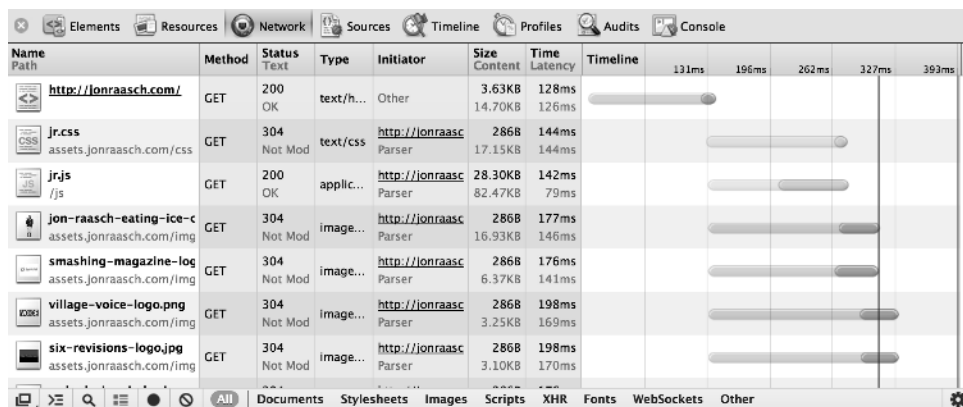 Elements Resources Network Sources Timeline Profiles Audits Console
Name Path Method Status Text Type Initiator Size Content Time Latency Timeline 131ms 196ms 262ms 327ms 393ms
http://jonraasch.com/ GET 200 OK text/h... Other 3.63KB 14.70KB 128ms 126ms
jr.css assets.jonraasch.com/css GET 304 Not Mod text/css http://jonraasc Parser 286B 17.15KB 144ms 144ms
jr.js /js GET 200 OK applic... http://jonraasc Parser 28.30KB 82.47KB 142ms 79ms
jon-raasch-eating-ice-c assets.jonraasch.com/img GET 304 Not Mod image... http://jonraasc Parser 286B 16.93KB 177ms 146ms
smashing-magazine-log assets.jonraasch.com/img GET 304 Not Mod image... http://jonraasc Parser 286B 6.37KB 176ms 141ms
village-voice-logo.png assets.jonraasch.com/img GET 304 Not Mod image... http://jonraasc Parser 286B 3.25KB 198ms 169ms
six-revisions-logo.jpg assets.jonraasch.com/img GET 304 Not Mod image... http://jonraasc Parser 286B 3.10KB 198ms 170ms
All Documents Stylesheets Images Scripts XHR Fonts WebSockets Other